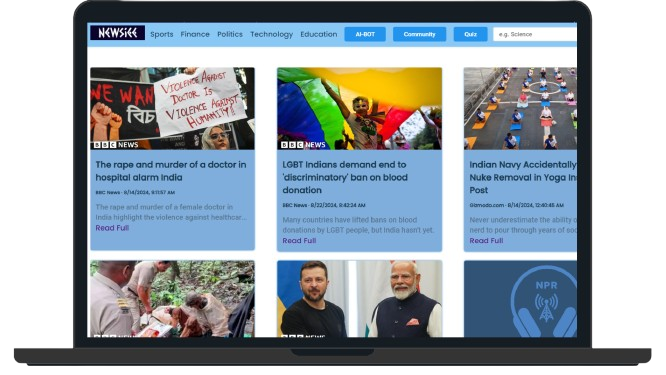 NEWSiEE Sports Finance Politics Technology Education AI-BOT Community Quiz e.g. Science
WE WAN
বিচ
VIOLENCE AGAINST
DOCTOR IS
VIOLENCE AGAINST
HUMANITY!!
BBC NEWS
The rape and murder of a doctor in
hospital alarm India
BBC News · 8/14/2024, 9:11:57 AM
The rape and murder of a female doctor in
India highlight the violence against healthcar...
Read Full
BBC NEWS
LGBT Indians demand end to
'discriminatory' ban on blood
donation
BBC News · 8/22/2024, 8:42:24 AM
Many countries have lifted bans on blood
donations by LGBT people, but India hasn't yet.
Read Full
Indian Navy Accidentally
Nuke Removal in Yoga In
Post
Gizmodo.com · 8/14/2024, 12:40:46 AM
Never underestimate the ability o
nerd to pour through years of soc
Read Full
BBC NEWS
BBC NEWS
NPR